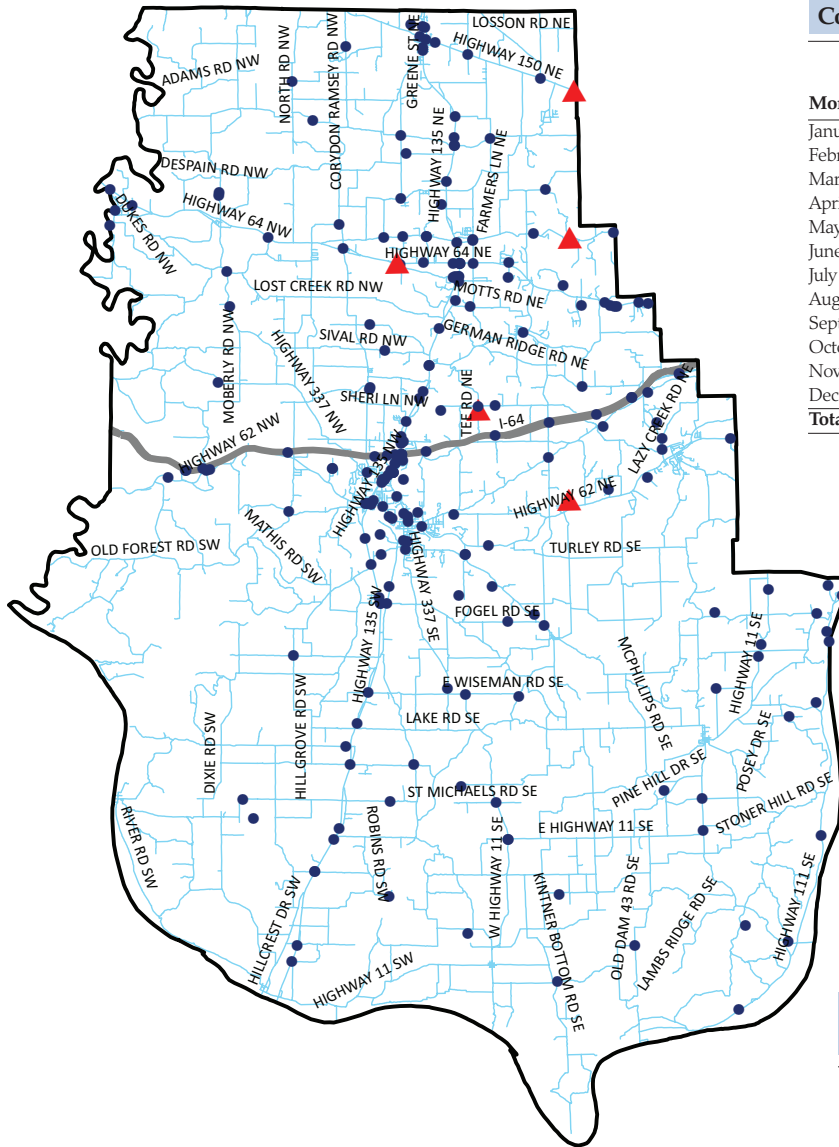 LOSSON RD NE
Co
HIGHWAY 150 NE
GREENE ST NE
ADAMS RD NW
NORTH RD NW
CORYDON RAMSEY RD NW
Mo
Janu
Febr
Mar
Apri
May
June
July
Aug
Sept
Octo
Nov
Dec
Tota
HIGHWAY 135 NE
FARMERS LN NE
DESPAIN RD NW
DUKES RD NW
HIGHWAY 64 NW
HIGHWAY 64 NE
LOST CREEK RD NW
MOTTS RD NE
MOBERLY RD NW
HIGHWAY 337 NW
SIVAL RD NW
GERMAN RIDGE RD NE
SHERI LN NW
TEE RD NE
I-64
LAZY CREEK RD NE
HIGHWAY 62 NW
HIGHWAY 135 NW
HIGHWAY 62 NE
OLD FOREST RD SW
MATHIS RD SW
TURLEY RD SE
HIGHWAY 337 SE
HIGHWAY 135 SW
FOGEL RD SE
HIGHWAY 11 SE
MCPHILLIPS RD SE
E WISEMAN RD SE
HILL GROVE RD SW
DIXIE RD SW
LAKE RD SE
POSEY DR SE
PINE HILL DR SE
ST MICHAELS RD SE
STONER HILL RD SE
RIVER RD SW
ROBINS RD SW
E HIGHWAY 11 SE
W HIGHWAY 11 SE
KINTNER BOTTOM RD SE
OLD DAM 43 RD SE
LAMBS RIDGE RD SE
HIGHWAY 111 SE
HILLCREST DR SW
HIGHWAY 11 SW